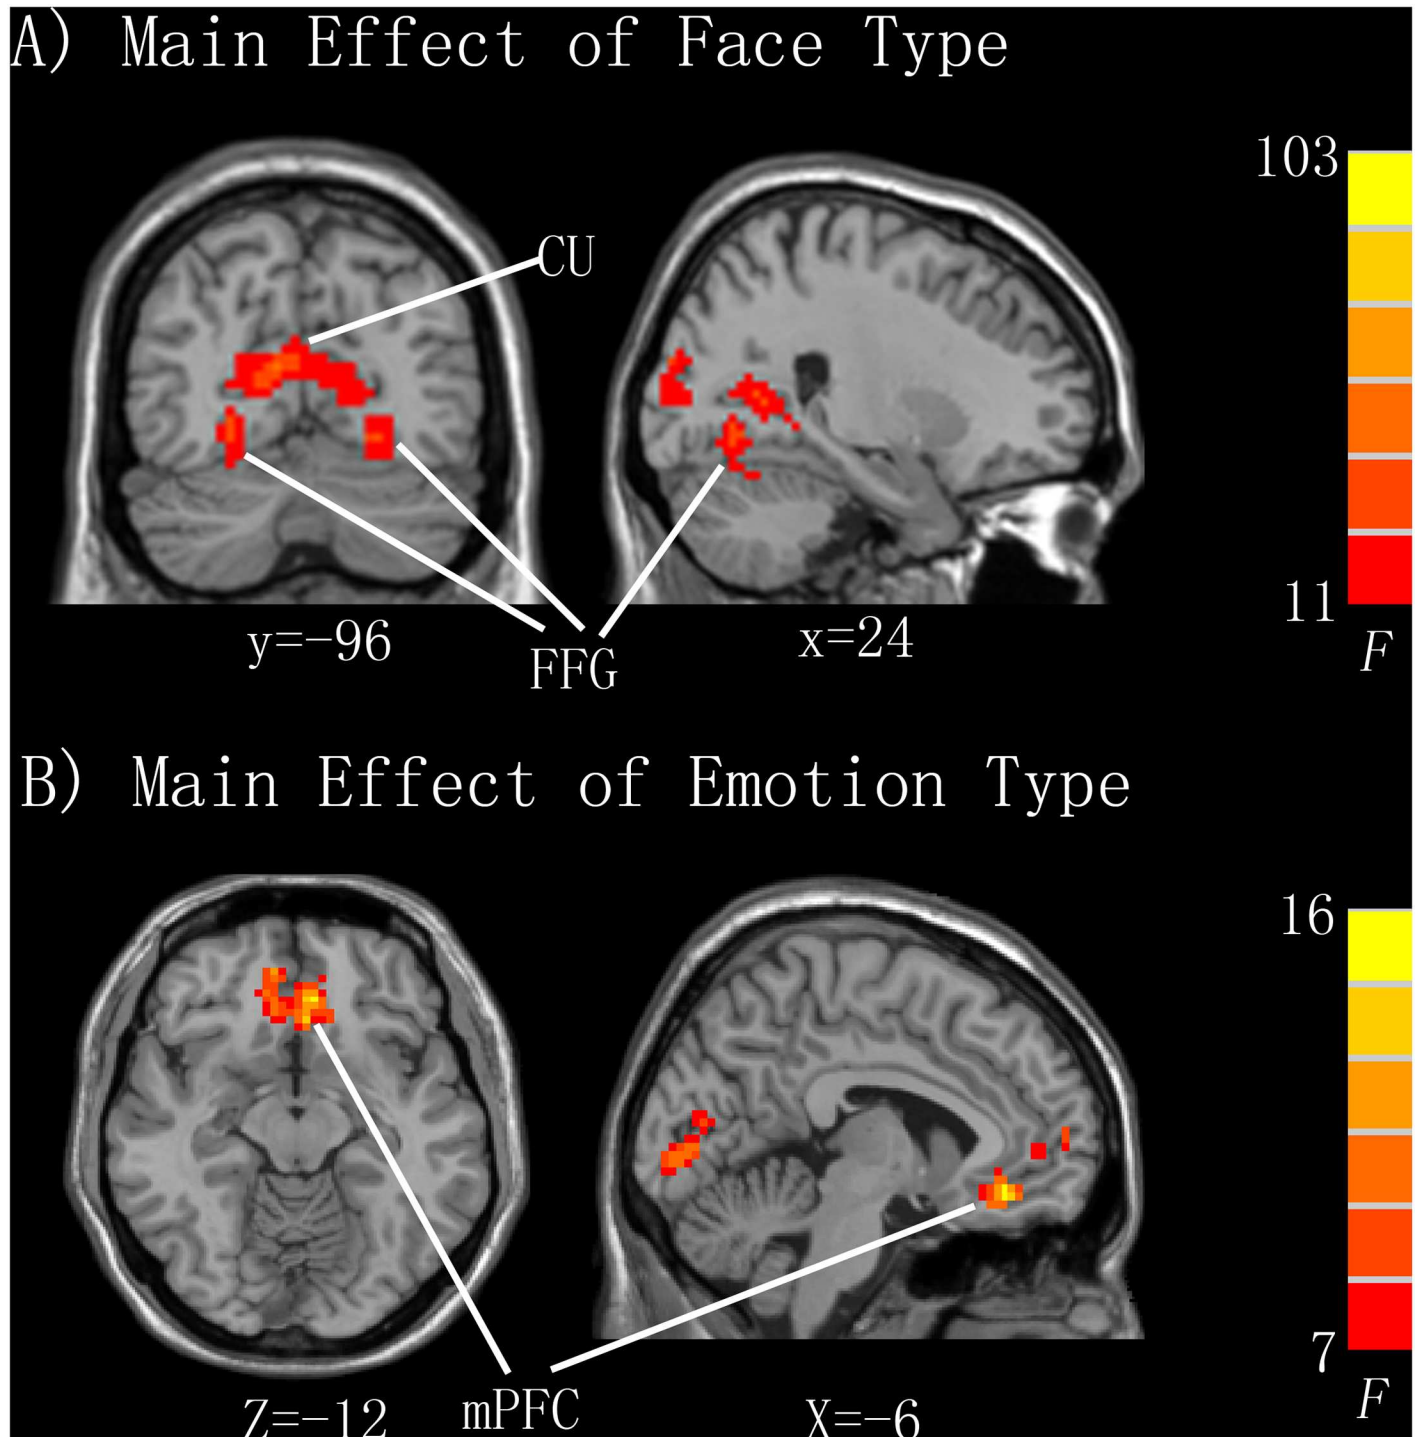 A) Main Effect of Face Type
103
CU
11
y=-96
x=24
F
FFG
B) Main Effect of Emotion Type
16
7
F
Z=-12
mPFC
X=-6